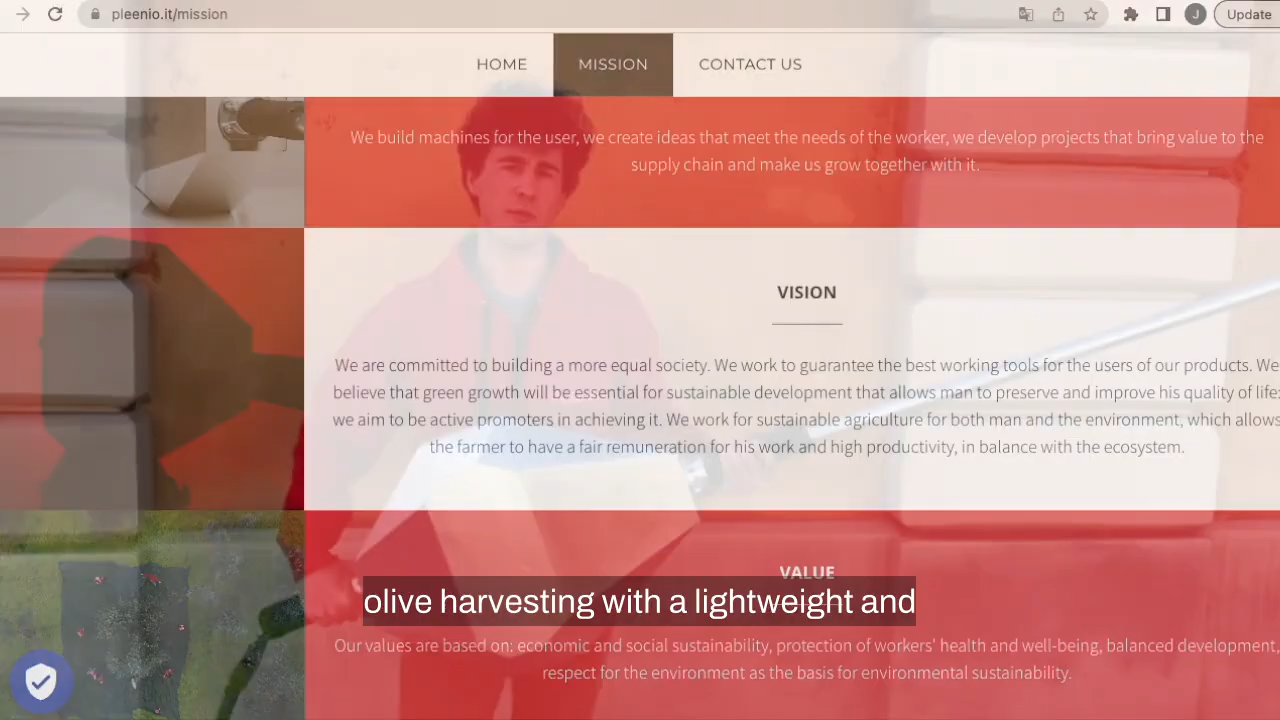 pleenio.it/mission
J
Update
HOME
MISSION
CONTACT US
We build machines for the user, we create ideas that meet the needs of the worker, we develop projects that bring value to the
supply chain and make us grow together with it.
VISION
We are committed to building a more equal society. We work to guarantee the best working tools for the users of our products. We
believe that green growth will be essential for sustainable development that allows man to preserve and improve his quality of life:
we aim to be active promoters in achieving it. We work for sustainable agriculture for both man and the environment, which allows
the farmer to have a fair remuneration for his work and high productivity, in balance with the ecosystem.
VALUE
olive harvesting with a lightweight and
Our values are based on: economic and social sustainability, protection of workers' health and well-being, balanced development,
respect for the environment as the basis for environmental sustainability.